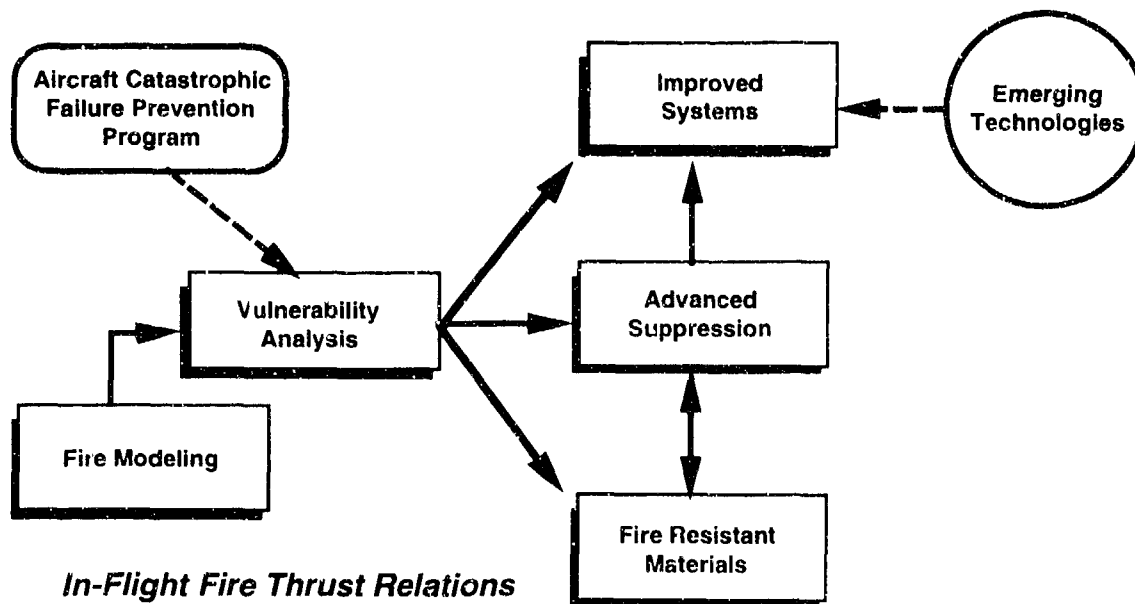 Aircraft Catastrophic
Failure Prevention
Program
Improved
Systems
Emerging
Technologies
Vulnerability
Analysis
Advanced
Suppression
Fire Modeling
Fire Resistant
Materials
In-Flight Fire Thrust Relations